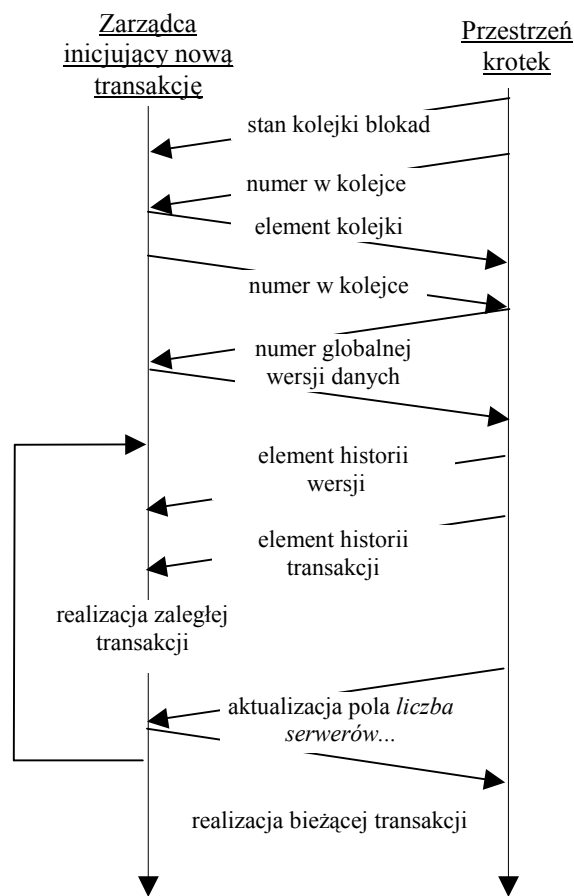 Zarządca
inicjujący nową
transakcję
Przestrzeń
krotek
stan kolejki blokad
numer w kolejce
element kolejki
numer w kolejce
numer globalnej
wersji danych
element historii
wersji
element historii
transakcji
realizacja zaległej
transakcji
aktualizacja pola liczba
serwerów...
realizacja bieżącej transakcji